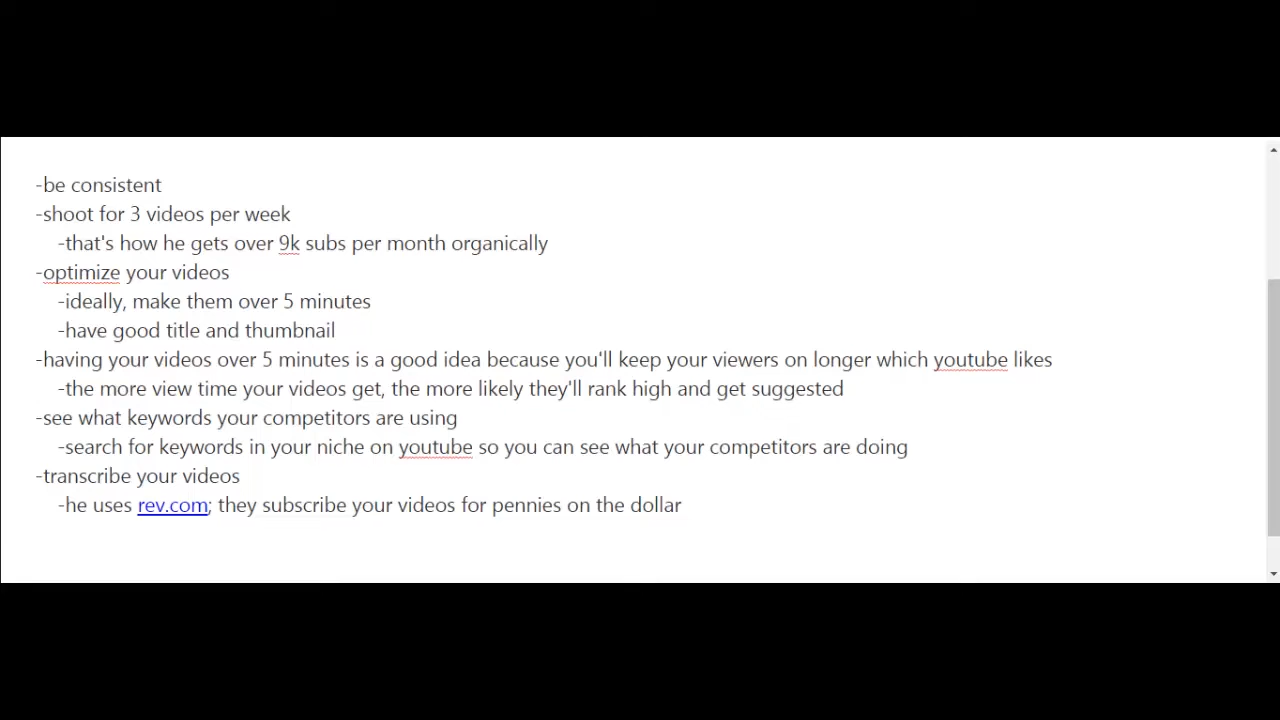 -be consistent
-shoot for 3 videos per week
-that's how he gets over 9k subs per month organically
-optimize your videos
-ideally, make them over 5 minutes
-have good title and thumbnail
-having your videos over 5 minutes is a good idea because you'll keep your viewers on longer which youtube likes
-the more view time your videos get, the more likely they'll rank high and get suggested
-see what keywords your competitors are using
-search for keywords in your niche on youtube so you can see what your competitors are doing
-transcribe your videos
-he uses rev.com; they subscribe your videos for pennies on the dollar